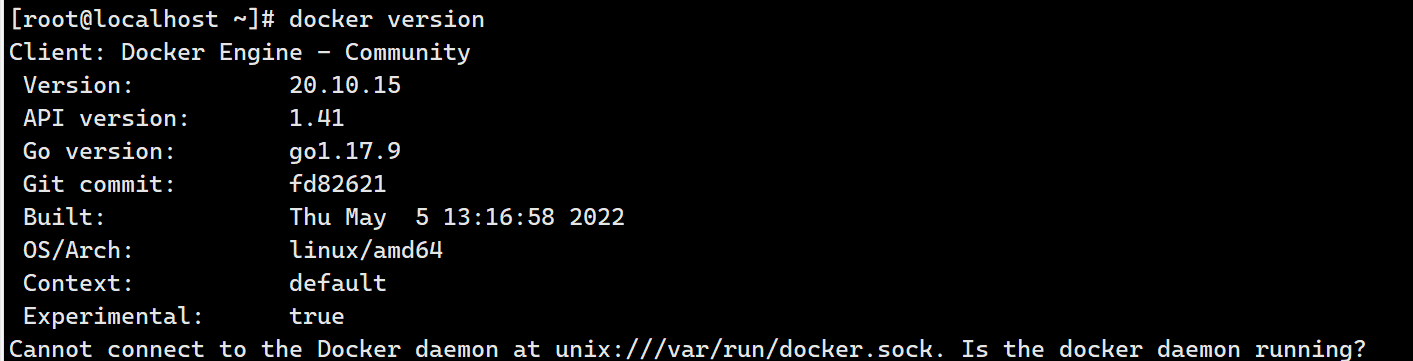 [root@localhost ~]# docker version
Client: Docker Engine - Community
 Version:           20.10.15
 API version:       1.41
 Go version:        go1.17.9
 Git commit:        fd82621
 Built:             Thu May  5 13:16:58 2022
 OS/Arch:           linux/amd64
 Context:           default
 Experimental:      true
Cannot connect to the Docker daemon at unix:///var/run/docker.sock. Is the docker daemon running?